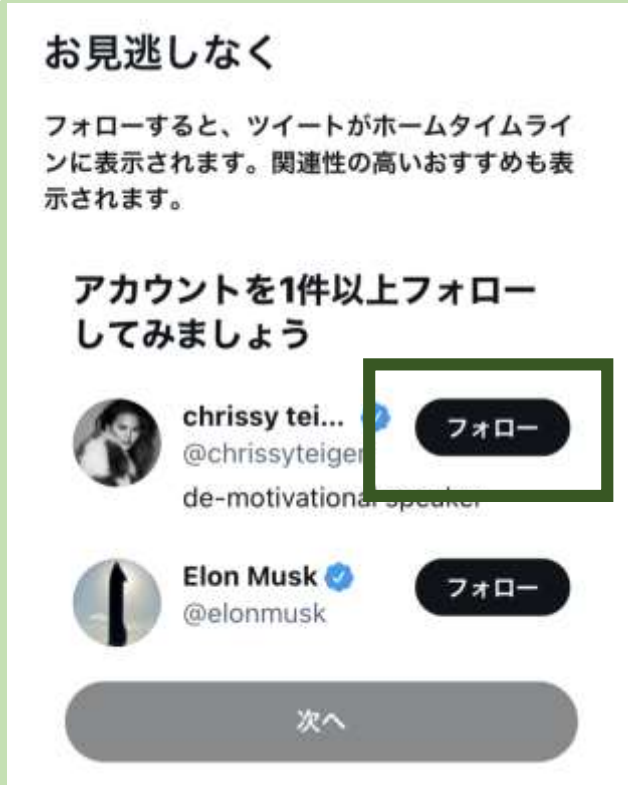 お見逃しなく
フォローすると、ツイートがホームタイムライ
ンに表示されます。関連性の高いおすすめも表
示されます。
アカウントを1件以上フォロー
してみましょう
chrissy tei... フォロー
@chrissyteigen
de-motivational speaker
Elon Musk フォロー
@elonmusk
次へ